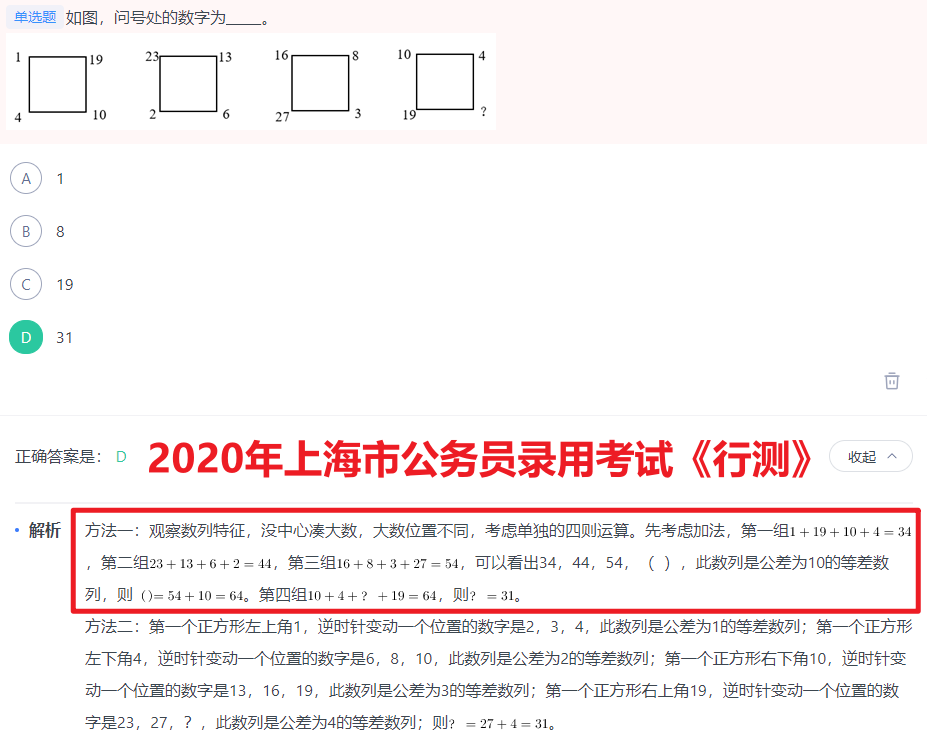 单选题 如图，问号处的数字为_____。
1 19 23 13 16 8 10 4
4 10 2 6 27 3 19 ?
A 1
B 8
C 19
D 31
正确答案是： D 2020年上海市公务员录用考试《行测》 收起
• 解析 方法一：观察数列特征，没中心凑大数，大数位置不同，考虑单独的四则运算。先考虑加法，第一组1 + 19 + 10 + 4 = 34
，第二组23 + 13 + 6 + 2 = 44，第三组16 + 8 + 3 + 27 = 54，可以看出34，44，54，（ ），此数列是公差为10的等差数
列，则（)= 54 + 10 = 64。第四组10 + 4 + ？ + 19 = 64，则？ = 31。
方法二：第一个正方形左上角1，逆时针变动一个位置的数字是2，3，4，此数列是公差为1的等差数列；第一个正方形
左下角4，逆时针变动一个位置的数字是6，8，10，此数列是公差为2的等差数列；第一个正方形右下角10，逆时针变
动一个位置的数字是13，16，19，此数列是公差为3的等差数列；第一个正方形右上角19，逆时针变动一个位置的数
字是23，27，？，此数列是公差为4的等差数列；则？ = 27 + 4 = 31。